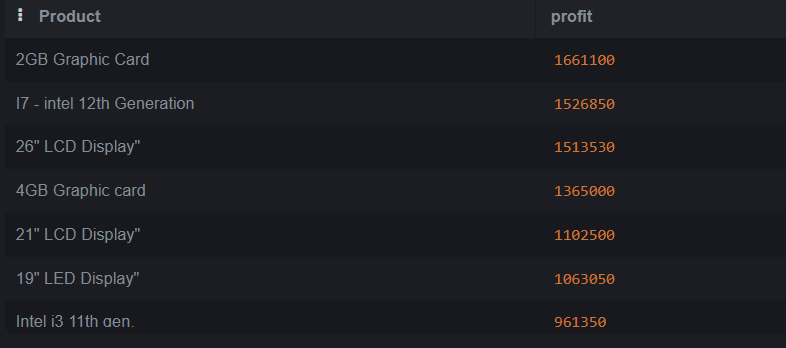 Product profit
2GB Graphic Card 1661100
I7 - intel 12th Generation 1526850
26" LCD Display" 1513530
4GB Graphic card 1365000
21" LCD Display" 1102500
19" LED Display" 1063050
Intel i3 11th gen. 961350